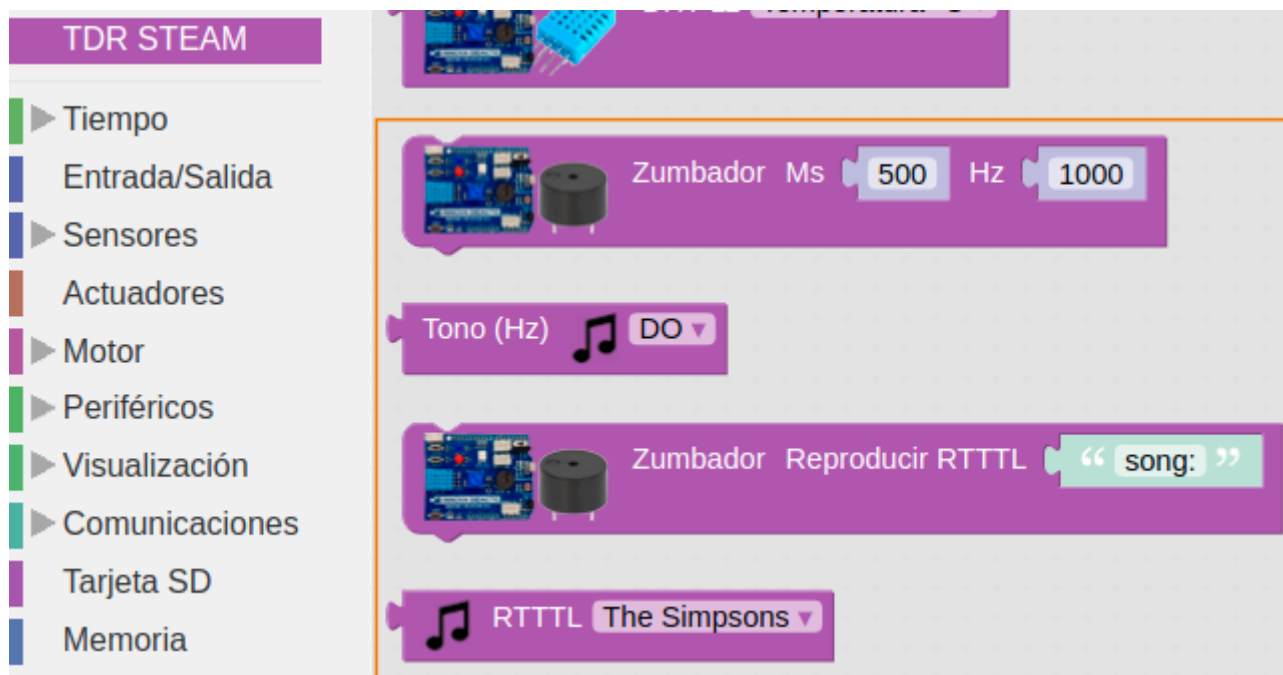 TDR STEAM
Tiempo
Entrada/Salida
Sensores
Actuadores
Motor
Periféricos
Visualización
Comunicaciones
Tarjeta SD
Memoria
Zumbador Ms 500 Hz 1000
Tono (Hz) DO
Zumbador Reproducir RTTTL “ song: ”
RTTTL The Simpsons